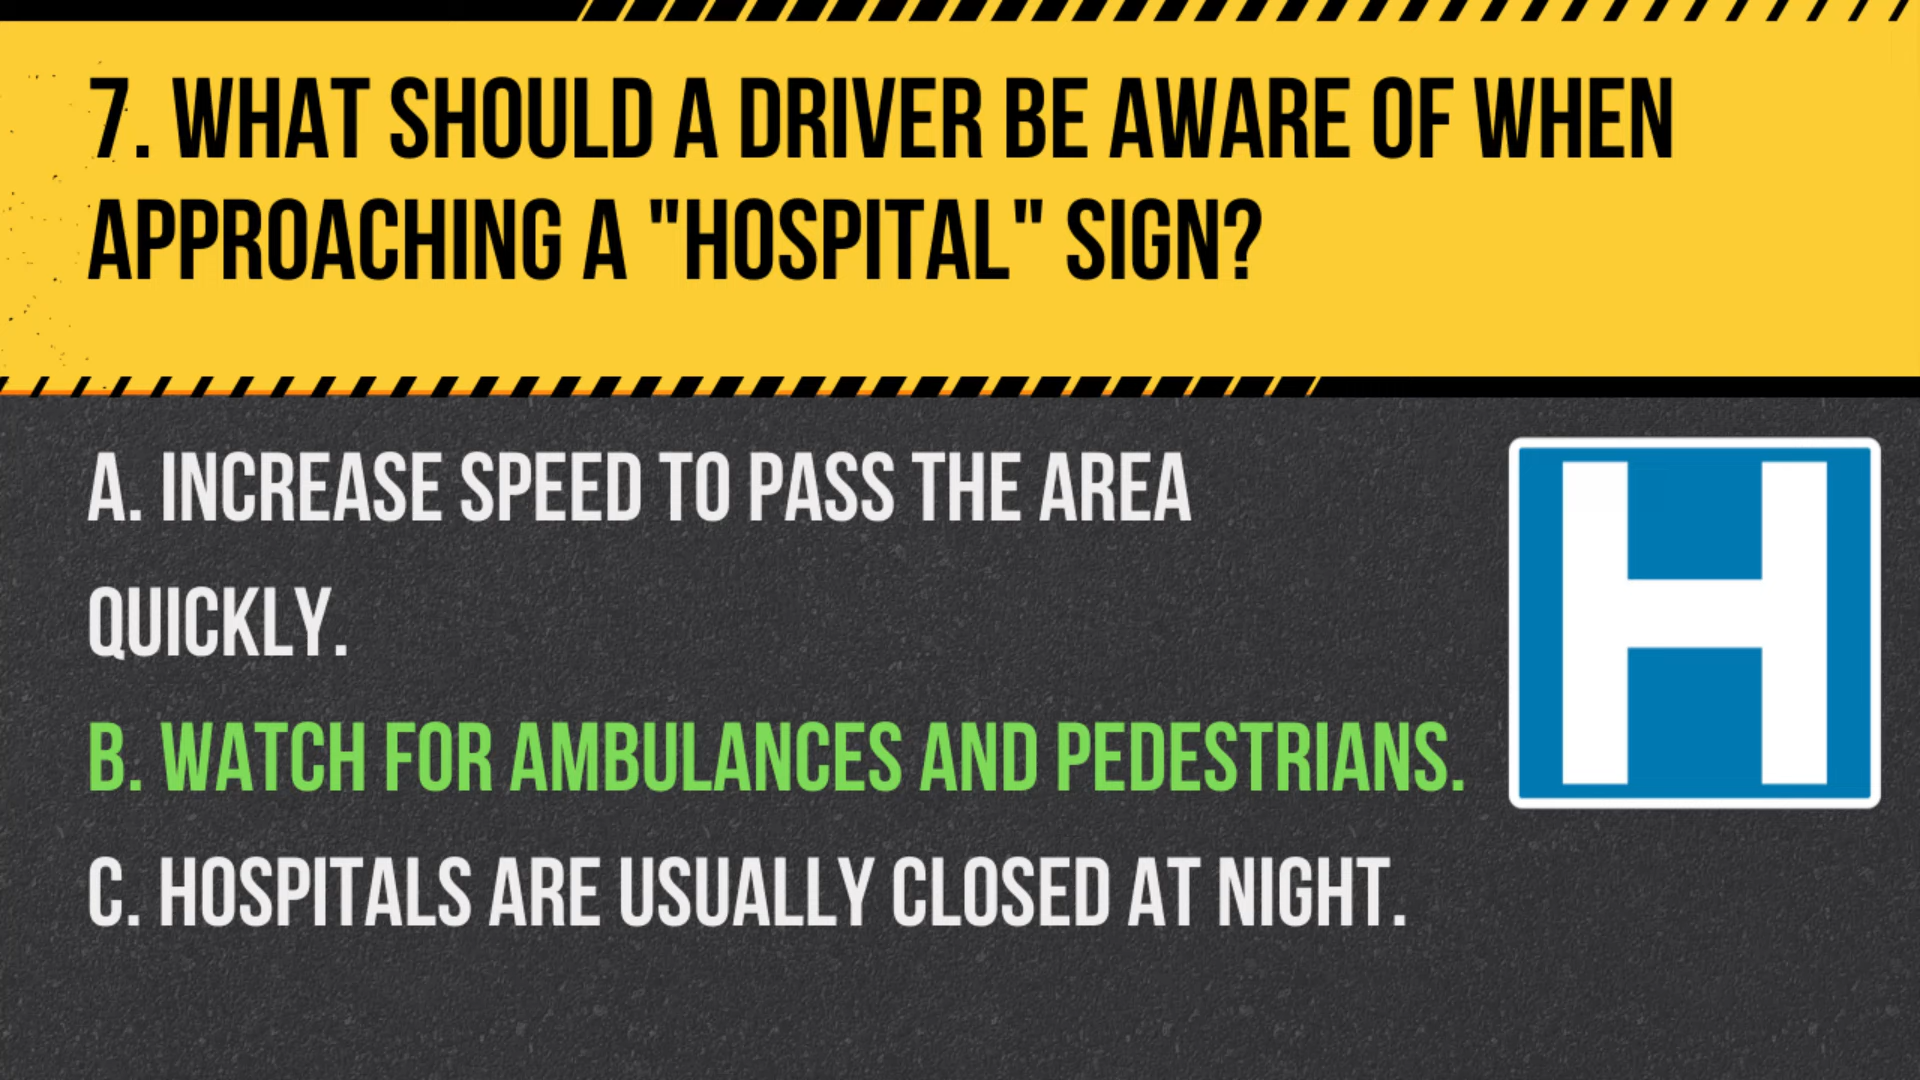 7. WHAT SHOULD A DRIVER BE AWARE OF WHEN
APPROACHING A "HOSPITAL" SIGN?
A. INCREASE SPEED TO PASS THE AREA
QUICKLY.
B. WATCH FOR AMBULANCES AND PEDESTRIANS.
C. HOSPITALS ARE USUALLY CLOSED AT NIGHT.
H